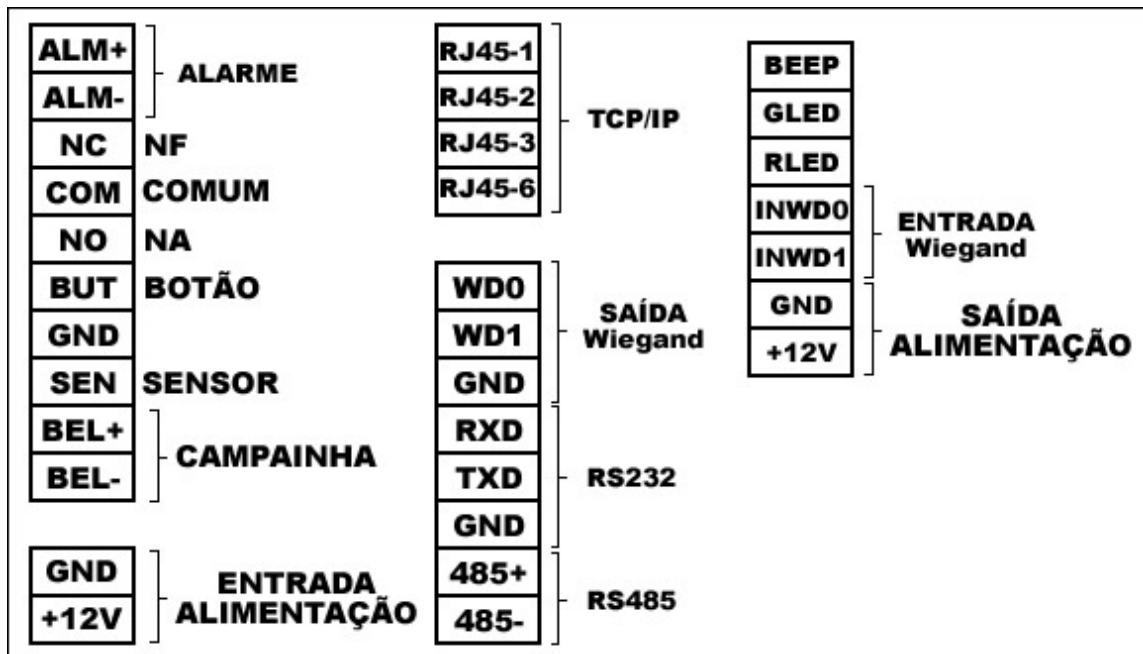 ALM+
ALM-
ALARME
NC NF
COM COMUM
NO NA
BUT BOTÃO
GND
SEN SENSOR
BEL+
BEL-
CAMPAINHA
GND
+12V
ENTRADA
ALIMENTAÇÃO
RJ45-1
RJ45-2
RJ45-3
RJ45-6
TCP/IP
WD0
WD1
GND
SAÍDA
Wiegand
RXD
TXD
GND
RS232
485+
485-
RS485
BEEP
GLED
RLED
INWD0
INWD1
ENTRADA
Wiegand
GND
+12V
SAÍDA
ALIMENTAÇÃO